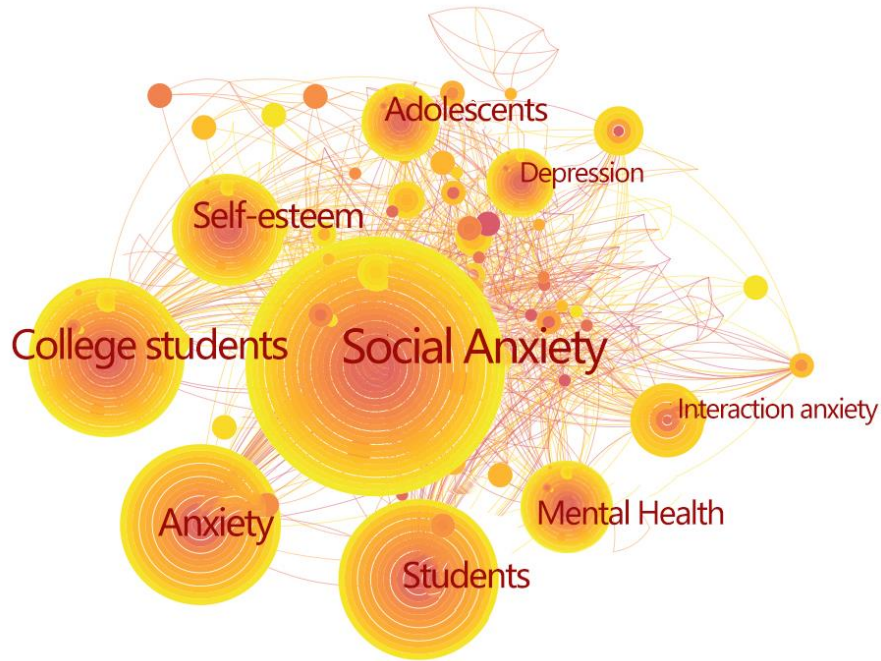 Adolescents
Depression
Self-esteem
College students
Social Anxiety
Interaction anxiety
Anxiety
Mental Health
Students